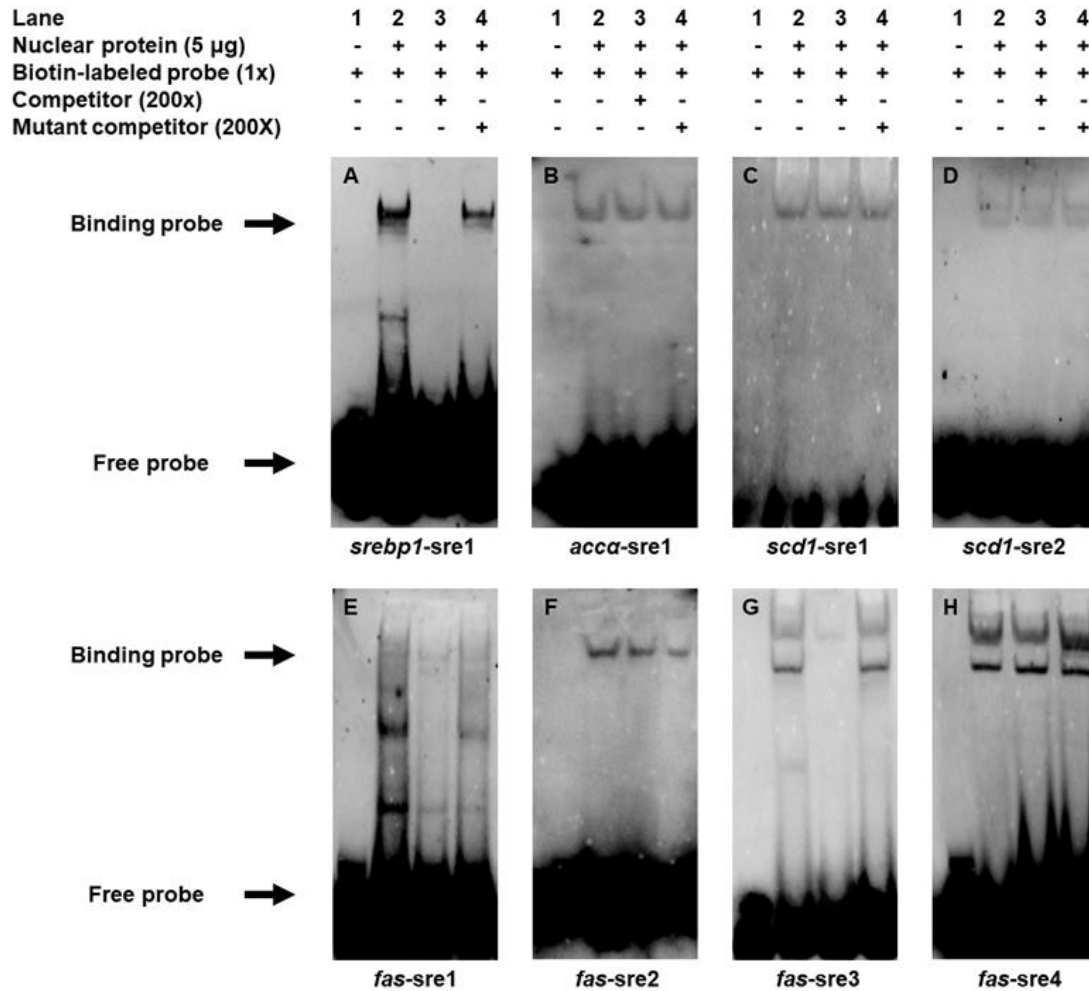 Lane 1 2 3 4 1 2 3 4 1 2 3 4 1 2 3 4
Nuclear protein (5 µg) - + + + - + + + - + + + - + + +
Biotin-labeled probe (1x) + + + + + + + + + + + + + + + +
Competitor (200x) - - + - - - + - - - + - - - + -
Mutant competitor (200X) - - - + - - - + - - - + - - - +
A B C D
Binding probe
Free probe
srebp1-sre1 accα-sre1 scd1-sre1 scd1-sre2
E F G H
Binding probe
Free probe
fas-sre1 fas-sre2 fas-sre3 fas-sre4